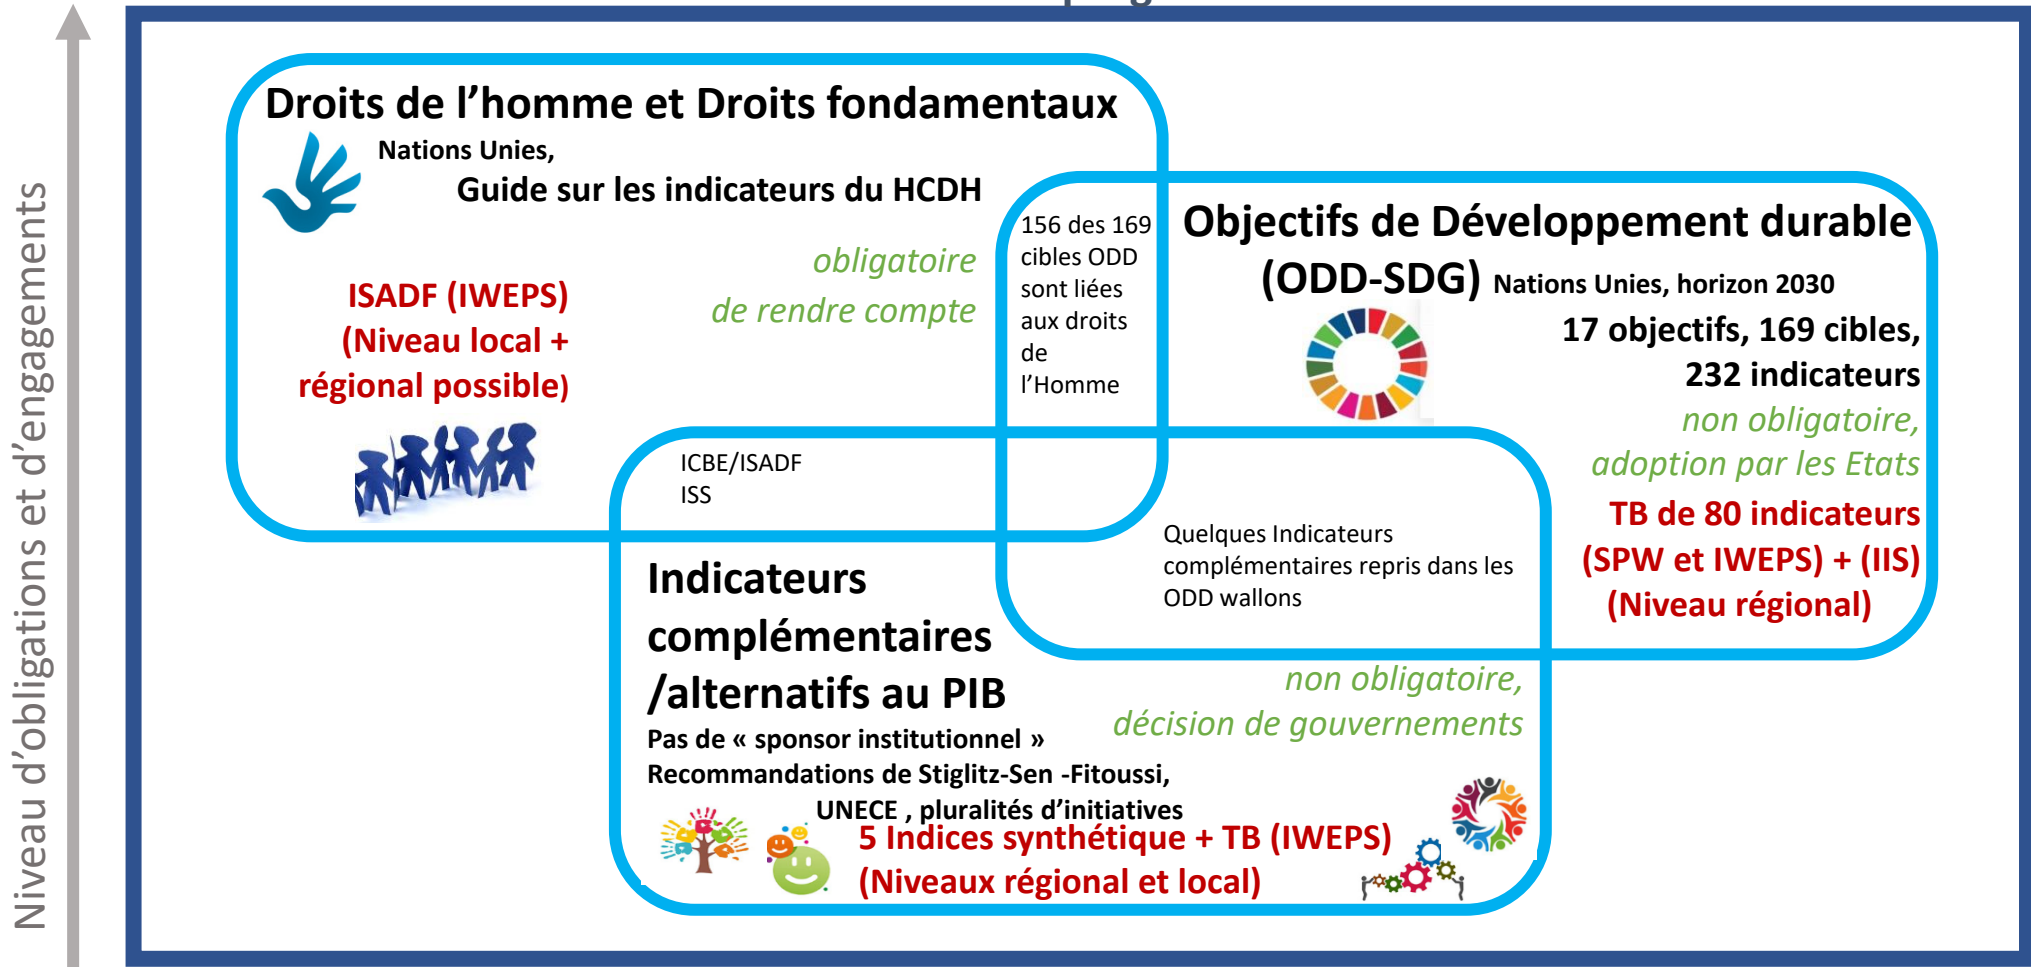 Niveau d'obligations et d'engagements
Droits de l'homme et Droits fondamentaux
Nations Unies,
Guide sur les indicateurs du HCDH
obligatoire
de rendre compte
ISADF (IWEPS)
(Niveau local +
régional possible)
156 des 169
cibles ODD
sont liées
aux droits
de
l'Homme
Objectifs de Développement durable
(ODD-SDG) Nations Unies, horizon 2030
17 objectifs, 169 cibles,
232 indicateurs
non obligatoire,
adoption par les Etats
TB de 80 indicateurs
(SPW et IWEPS) + (IIS)
(Niveau régional)
ICBE/ISADF
ISS
Quelques Indicateurs
complémentaires repris dans les
ODD wallons
Indicateurs
complémentaires
/alternatifs au PIB
Pas de « sponsor institutionnel »
Recommandations de Stiglitz-Sen -Fitoussi,
UNECE , pluralités d'initiatives
non obligatoire,
décision de gouvernements
5 Indices synthétique + TB (IWEPS)
(Niveaux régional et local)